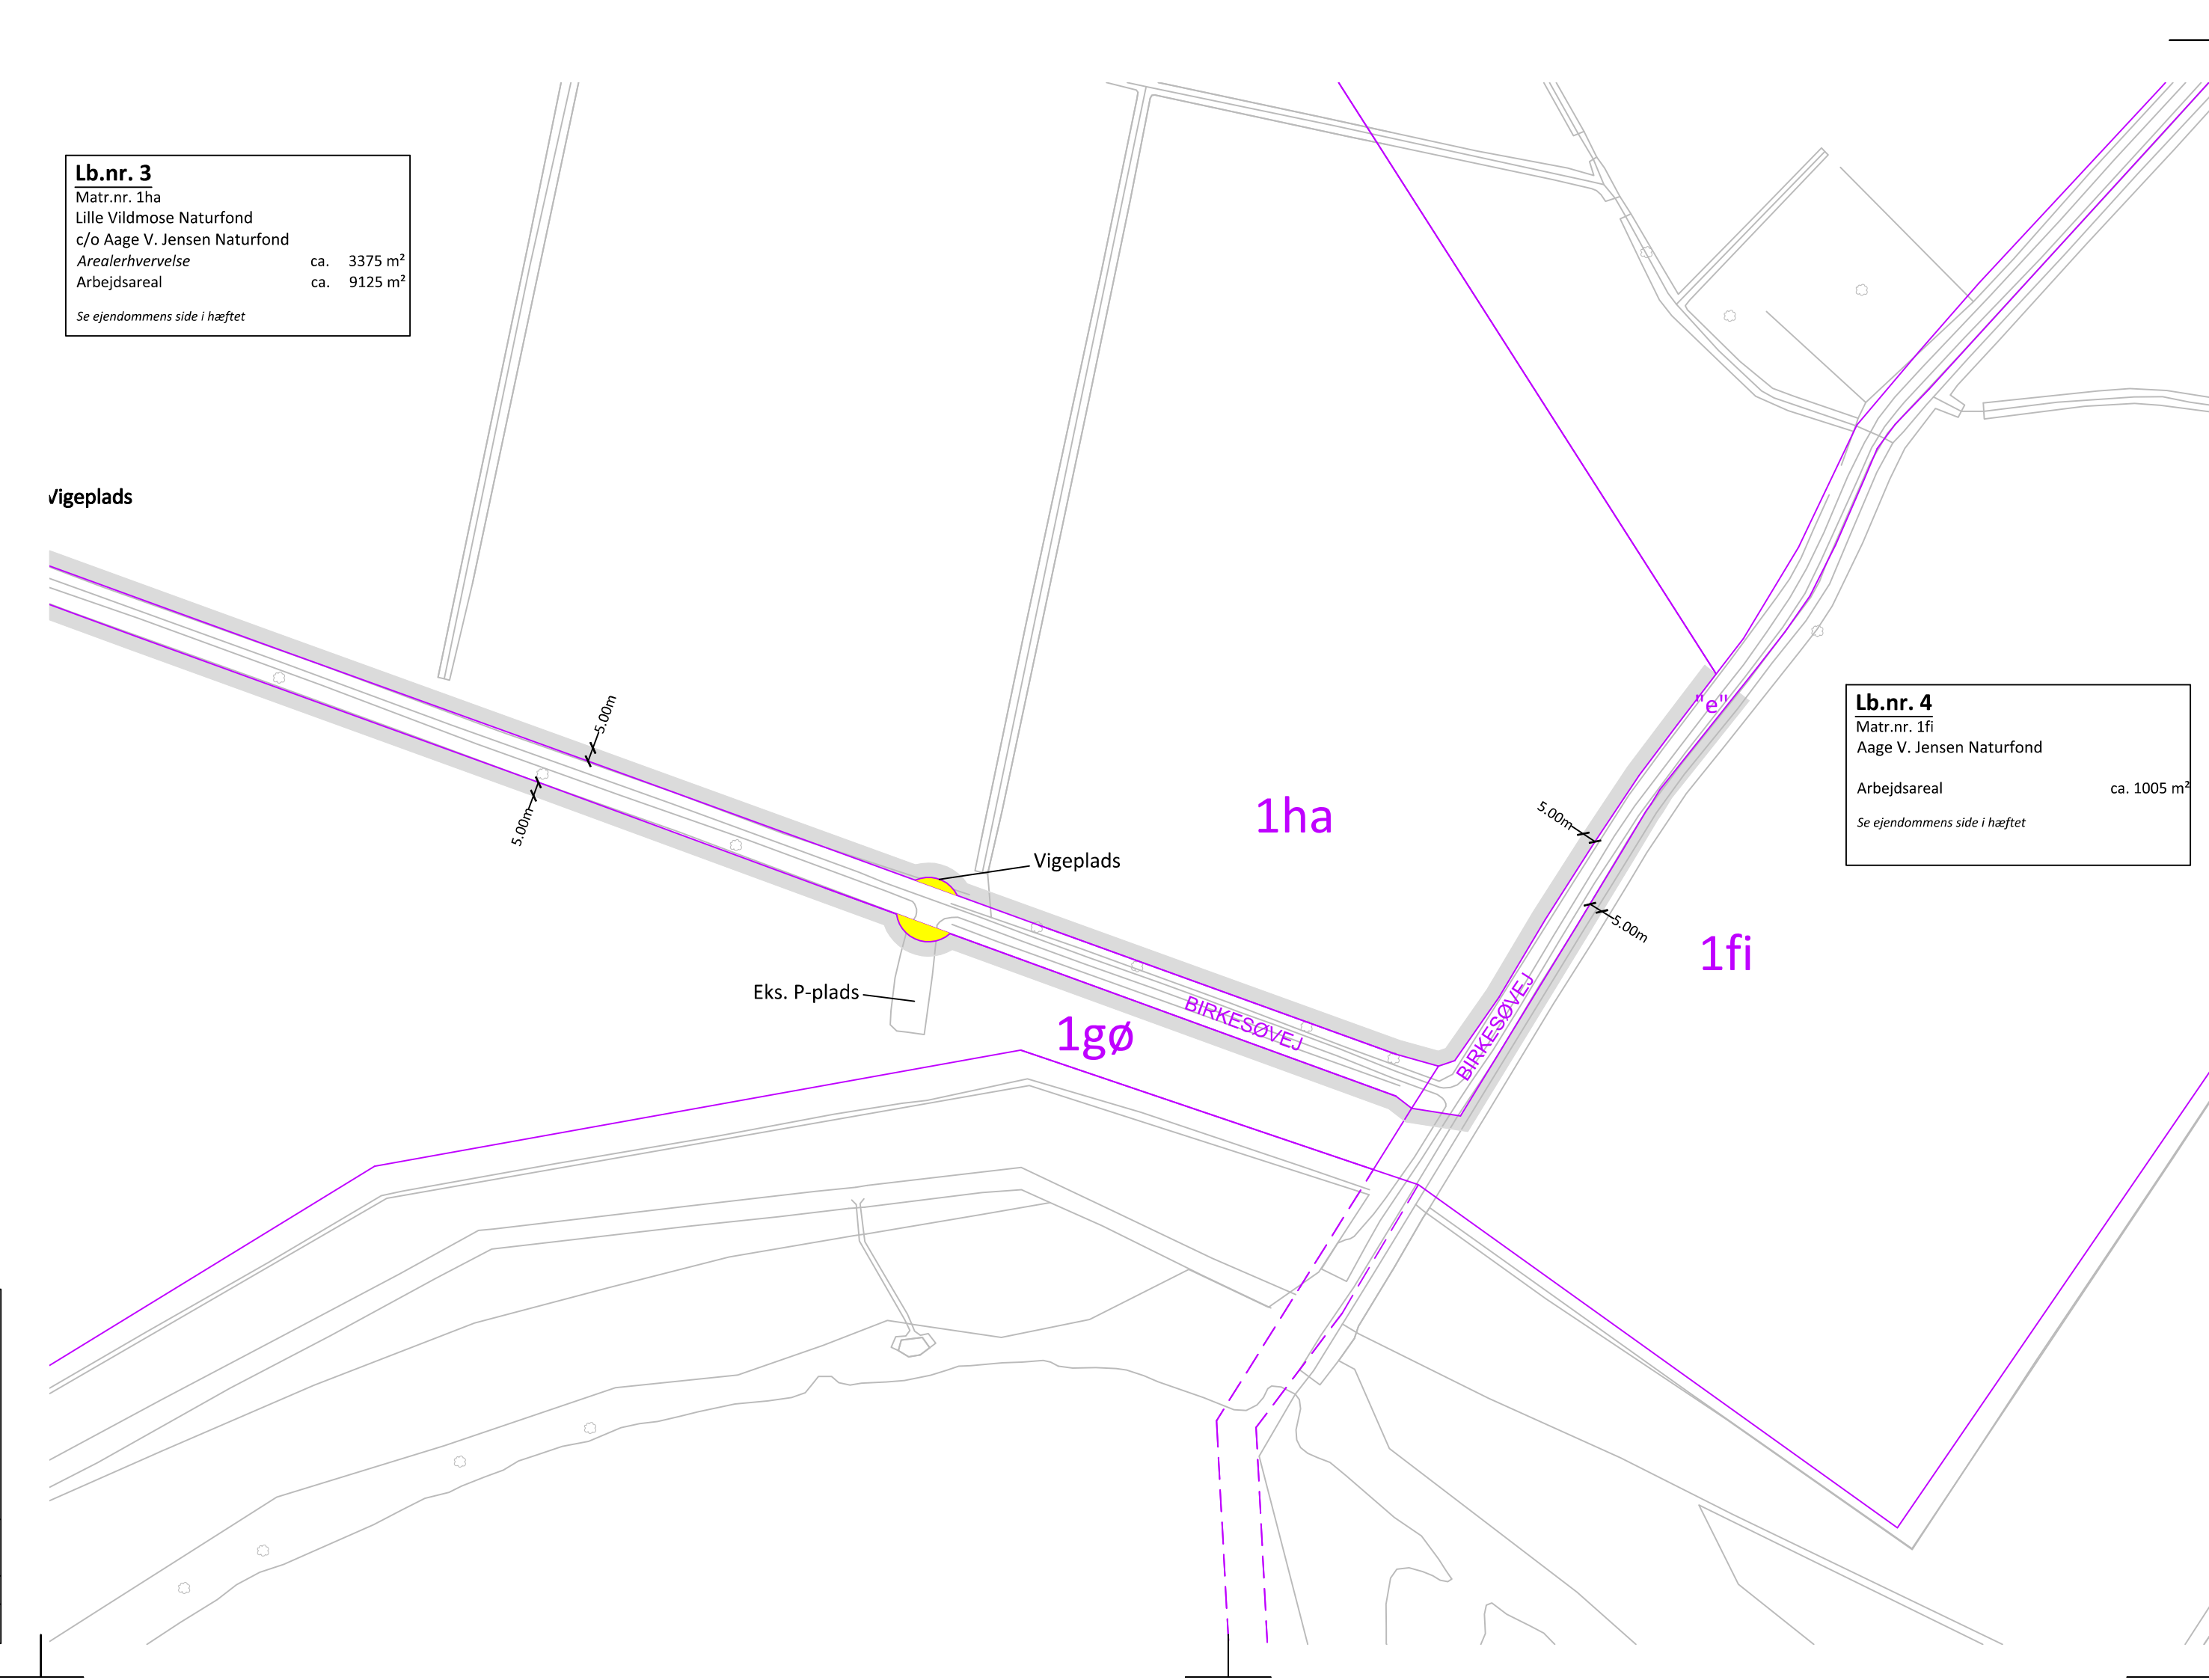 Lb.nr. 3
Matr.nr. 1ha
Lille Vildmose Naturfond
c/o Aage V. Jensen Naturfond
Arealerhvervelse ca. 3375 m²
Arbejdsareal ca. 9125 m²
Se ejendommens side i hæftet
Vigeplads
5.00m
5.00m
"e"
Lb.nr. 4
Matr.nr. 1fi
Aage V. Jensen Naturfond
Arbejdsareal ca. 1005 m²
Se ejendommens side i hæftet
1ha
5.00m
Vigeplads
5.00m
1fi
Eks. P-plads
BIRKESØVEJ
BIRKESØVEJ
1gø